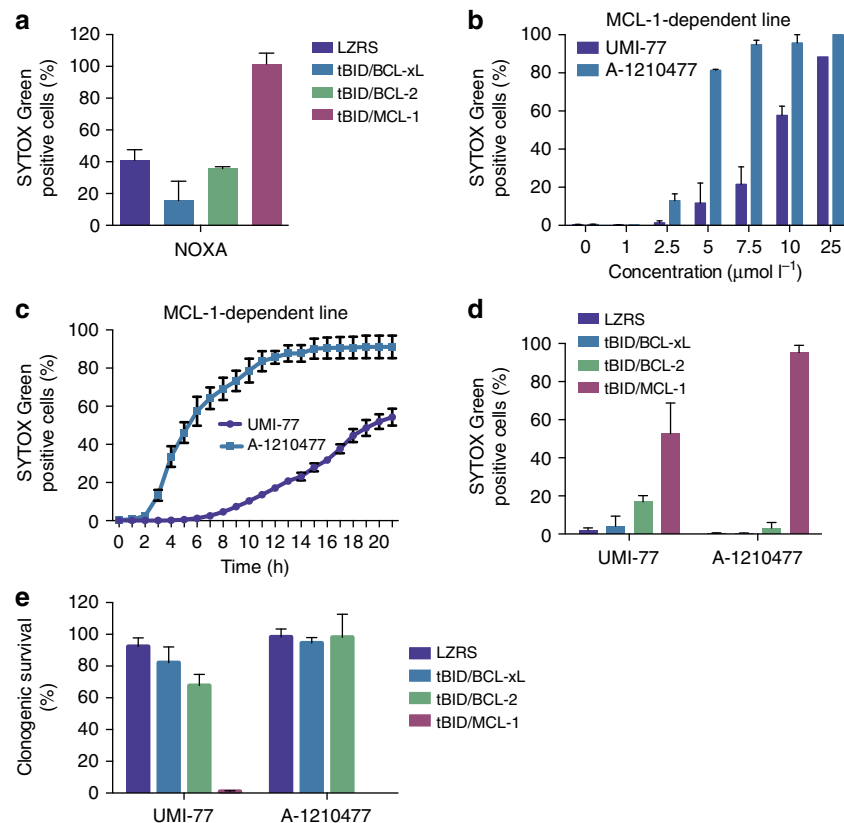 a
120
100
80
60
40
20
0
SYTOX Green
positive cells (%)
NOXA
LZRS
tBID/BCL-xL
tBID/BCL-2
tBID/MCL-1
b
MCL-1-dependent line
UMI-77
A-1210477
100
80
60
40
20
0
SYTOX Green
positive cells (%)
0 1 2.5 5 7.5 10 25
Concentration (μmol l⁻¹)
c
MCL-1-dependent line
100
80
60
40
20
0
SYTOX Green
positive cells (%)
UMI-77
A-1210477
0 2 4 6 8 10 12 14 16 18 20
Time (h)
d
LZRS
tBID/BCL-xL
tBID/BCL-2
tBID/MCL-1
100
80
60
40
20
0
SYTOX Green
positive cells (%)
UMI-77 A-1210477
e
120
100
80
60
40
20
0
Clonogenic survival
(%)
UMI-77 A-1210477
LZRS
tBID/BCL-xL
tBID/BCL-2
tBID/MCL-1